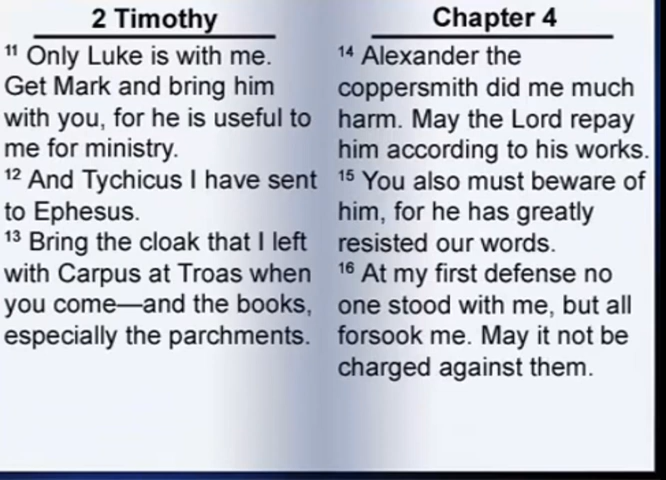 2 Timothy
¹¹ Only Luke is with me.
Get Mark and bring him
with you, for he is useful to
me for ministry.
¹² And Tychicus I have sent
to Ephesus.
¹³ Bring the cloak that I left
with Carpus at Troas when
you come—and the books,
especially the parchments.
Chapter 4
¹⁴ Alexander the
coppersmith did me much
harm. May the Lord repay
him according to his works.
¹⁵ You also must beware of
him, for he has greatly
resisted our words.
¹⁶ At my first defense no
one stood with me, but all
forsook me. May it not be
charged against them.